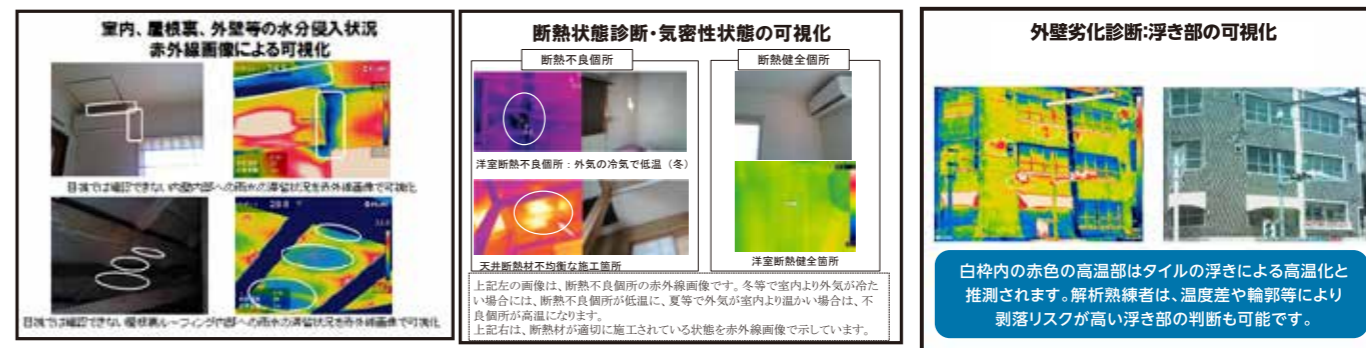 室内、屋根裏、外壁等の水分侵入状況
赤外線画像による可視化
目視では確認できない内壁内部への雨水の滞留状況を赤外線画像で可視化
目視では確認できない屋根裏ルーフィング内部への雨水の滞留状況を赤外線画像で可視化
断熱状態診断・気密性状態の可視化
断熱不良個所
洋室断熱不良個所：外気の冷気で低温（冬）
天井断熱材不均衡な施工箇所
断熱健全個所
洋室断熱健全箇所
上記左の画像は、断熱不良個所の赤外線画像です。冬等で室内より外気が冷た
い場合には、断熱不良個所が低温に、夏等で外気が室内より温かい場合は、不
良個所が高温になります。
上記右は、断熱材が適切に施工されている状態を赤外線画像で示しています。
外壁劣化診断:浮き部の可視化
白枠内の赤色の高温部はタイルの浮きによる高温化と
推測されます。解析熟練者は、温度差や輪郭等により
剥落リスクが高い浮き部の判断も可能です。